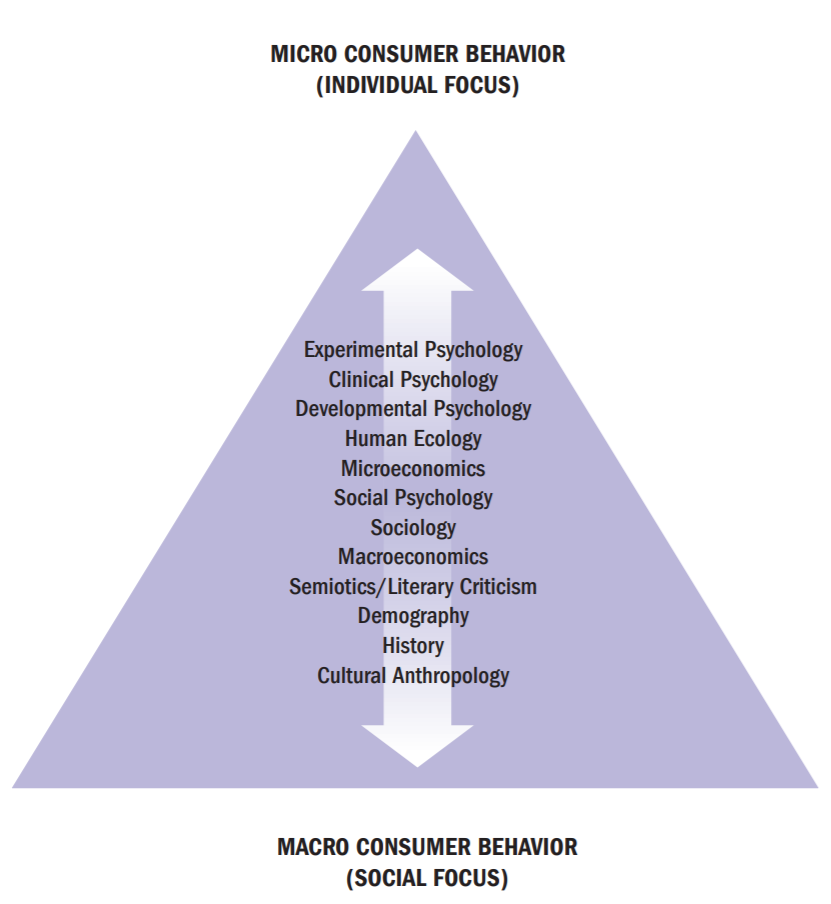 MICRO CONSUMER BEHAVIOR
(INDIVIDUAL FOCUS)
Experimental Psychology
Clinical Psychology
Developmental Psychology
Human Ecology
Microeconomics
Social Psychology
Sociology
Macroeconomics
Semiotics/Literary Criticism
Demography
History
Cultural Anthropology
MACRO CONSUMER BEHAVIOR
(SOCIAL FOCUS)